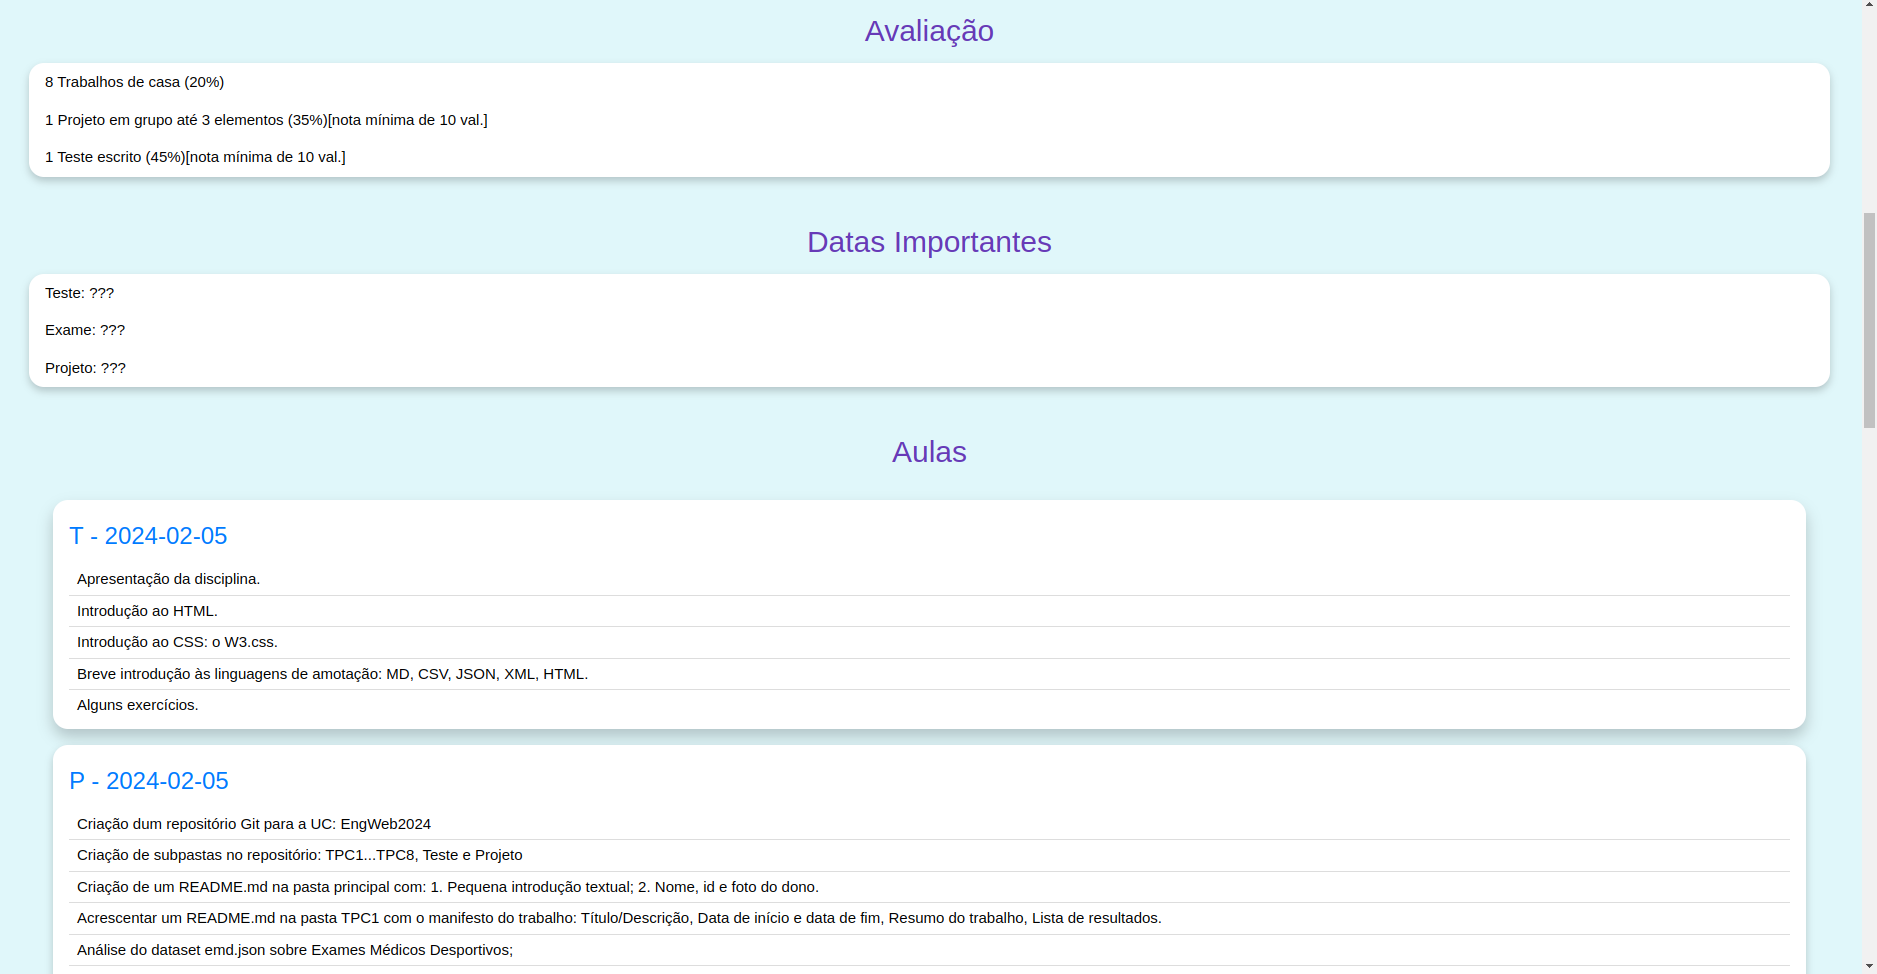 Avaliação
8 Trabalhos de casa (20%)
1 Projeto em grupo até 3 elementos (35%)[nota mínima de 10 val.]
1 Teste escrito (45%)[nota mínima de 10 val.]
Datas Importantes
Teste: ???
Exame: ???
Projeto: ???
Aulas
T - 2024-02-05
Apresentação da disciplina.
Introdução ao HTML.
Introdução ao CSS: o W3.css.
Breve introdução às linguagens de amotação: MD, CSV, JSON, XML, HTML.
Alguns exercícios.
P - 2024-02-05
Criação dum repositório Git para a UC: EngWeb2024
Criação de subpastas no repositório: TPC1...TPC8, Teste e Projeto
Criação de um README.md na pasta principal com: 1. Pequena introdução textual; 2. Nome, id e foto do dono.
Acrescentar um README.md na pasta TPC1 com o manifesto do trabalho: Título/Descrição, Data de início e data de fim, Resumo do trabalho, Lista de resultados.
Análise do dataset emd.json sobre Exames Médicos Desportivos;